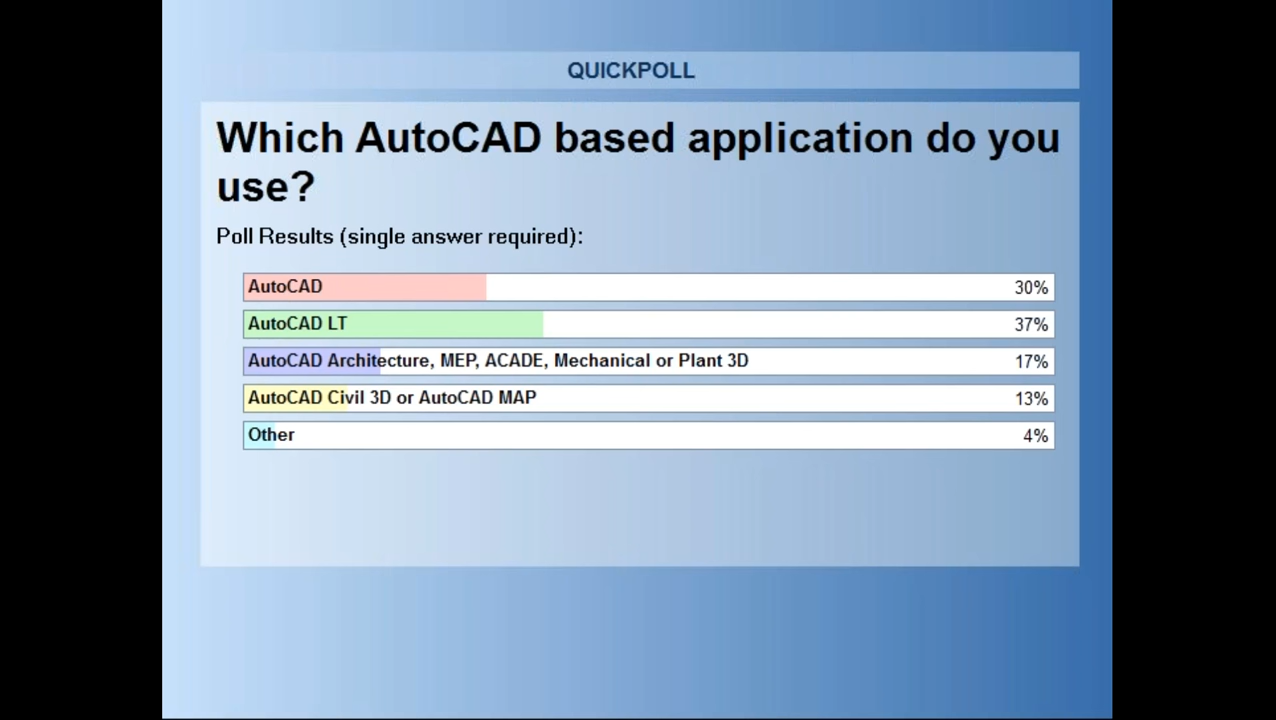 QUICKPOLL
Which AutoCAD based application do you
use?
Poll Results (single answer required):
AutoCAD 30%
AutoCAD LT 37%
AutoCAD Architecture, MEP, ACADE, Mechanical or Plant 3D 17%
AutoCAD Civil 3D or AutoCAD MAP 13%
Other 4%